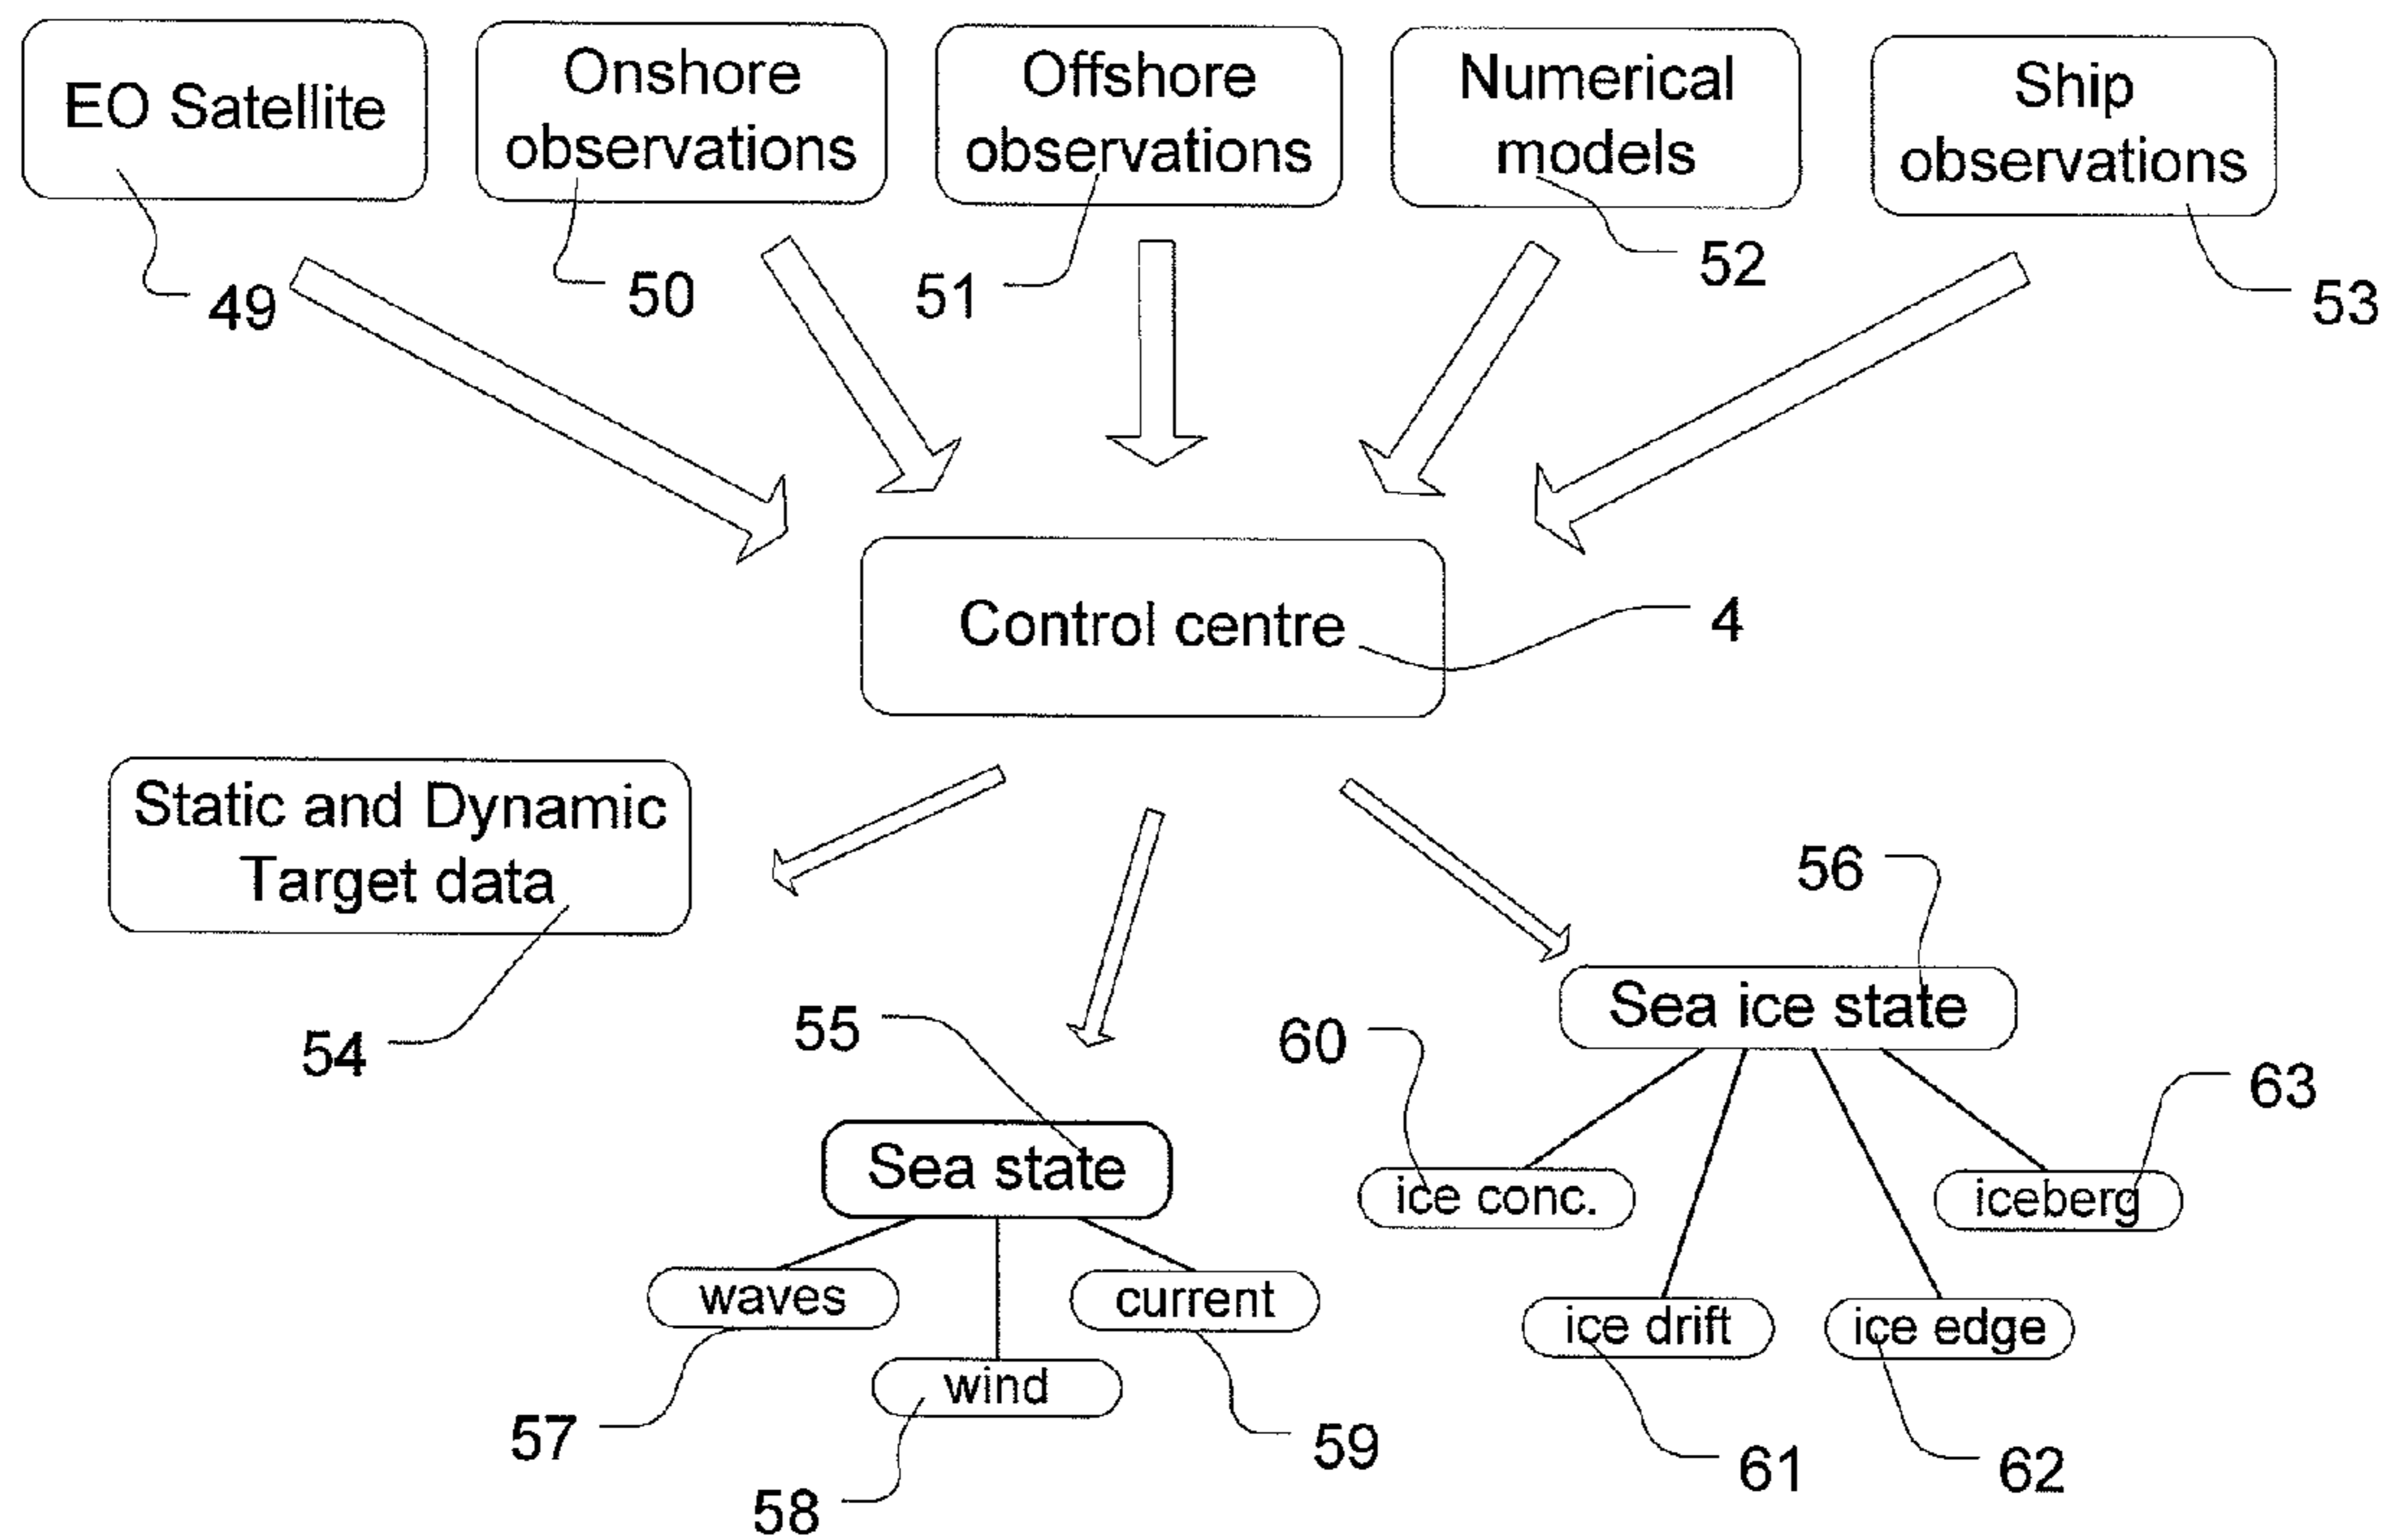 EO Satellite
Onshore
observations
Offshore
observations
Numerical
models
Ship
observations
49
50
51
52
53
Control centre
4
Static and Dynamic
Target data
54
55
56
Sea state
Sea ice state
60
63
waves
wind
current
ice conc.
iceberg
ice drift
ice edge
57
58
59
61
62